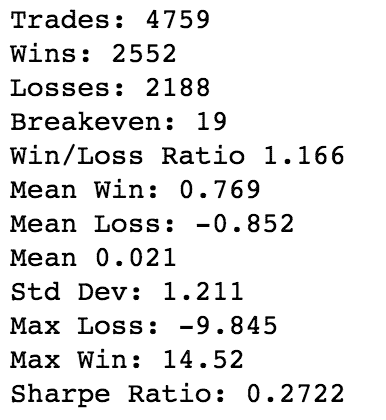 Trades: 4759
Wins: 2552
Losses: 2188
Breakeven: 19
Win/Loss Ratio 1.166
Mean Win: 0.769
Mean Loss: -0.852
Mean 0.021
Std Dev: 1.211
Max Loss: -9.845
Max Win: 14.52
Sharpe Ratio: 0.2722